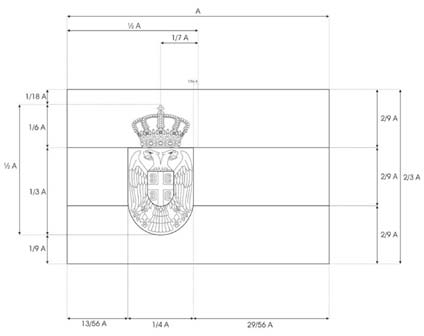 A
½ A
1/7 A
1/18 A
1/6 A
½ A
1/3 A
1/9 A
2/9 A
2/9 A
2/3 A
2/9 A
13/56 A
1/4 A
29/56 A